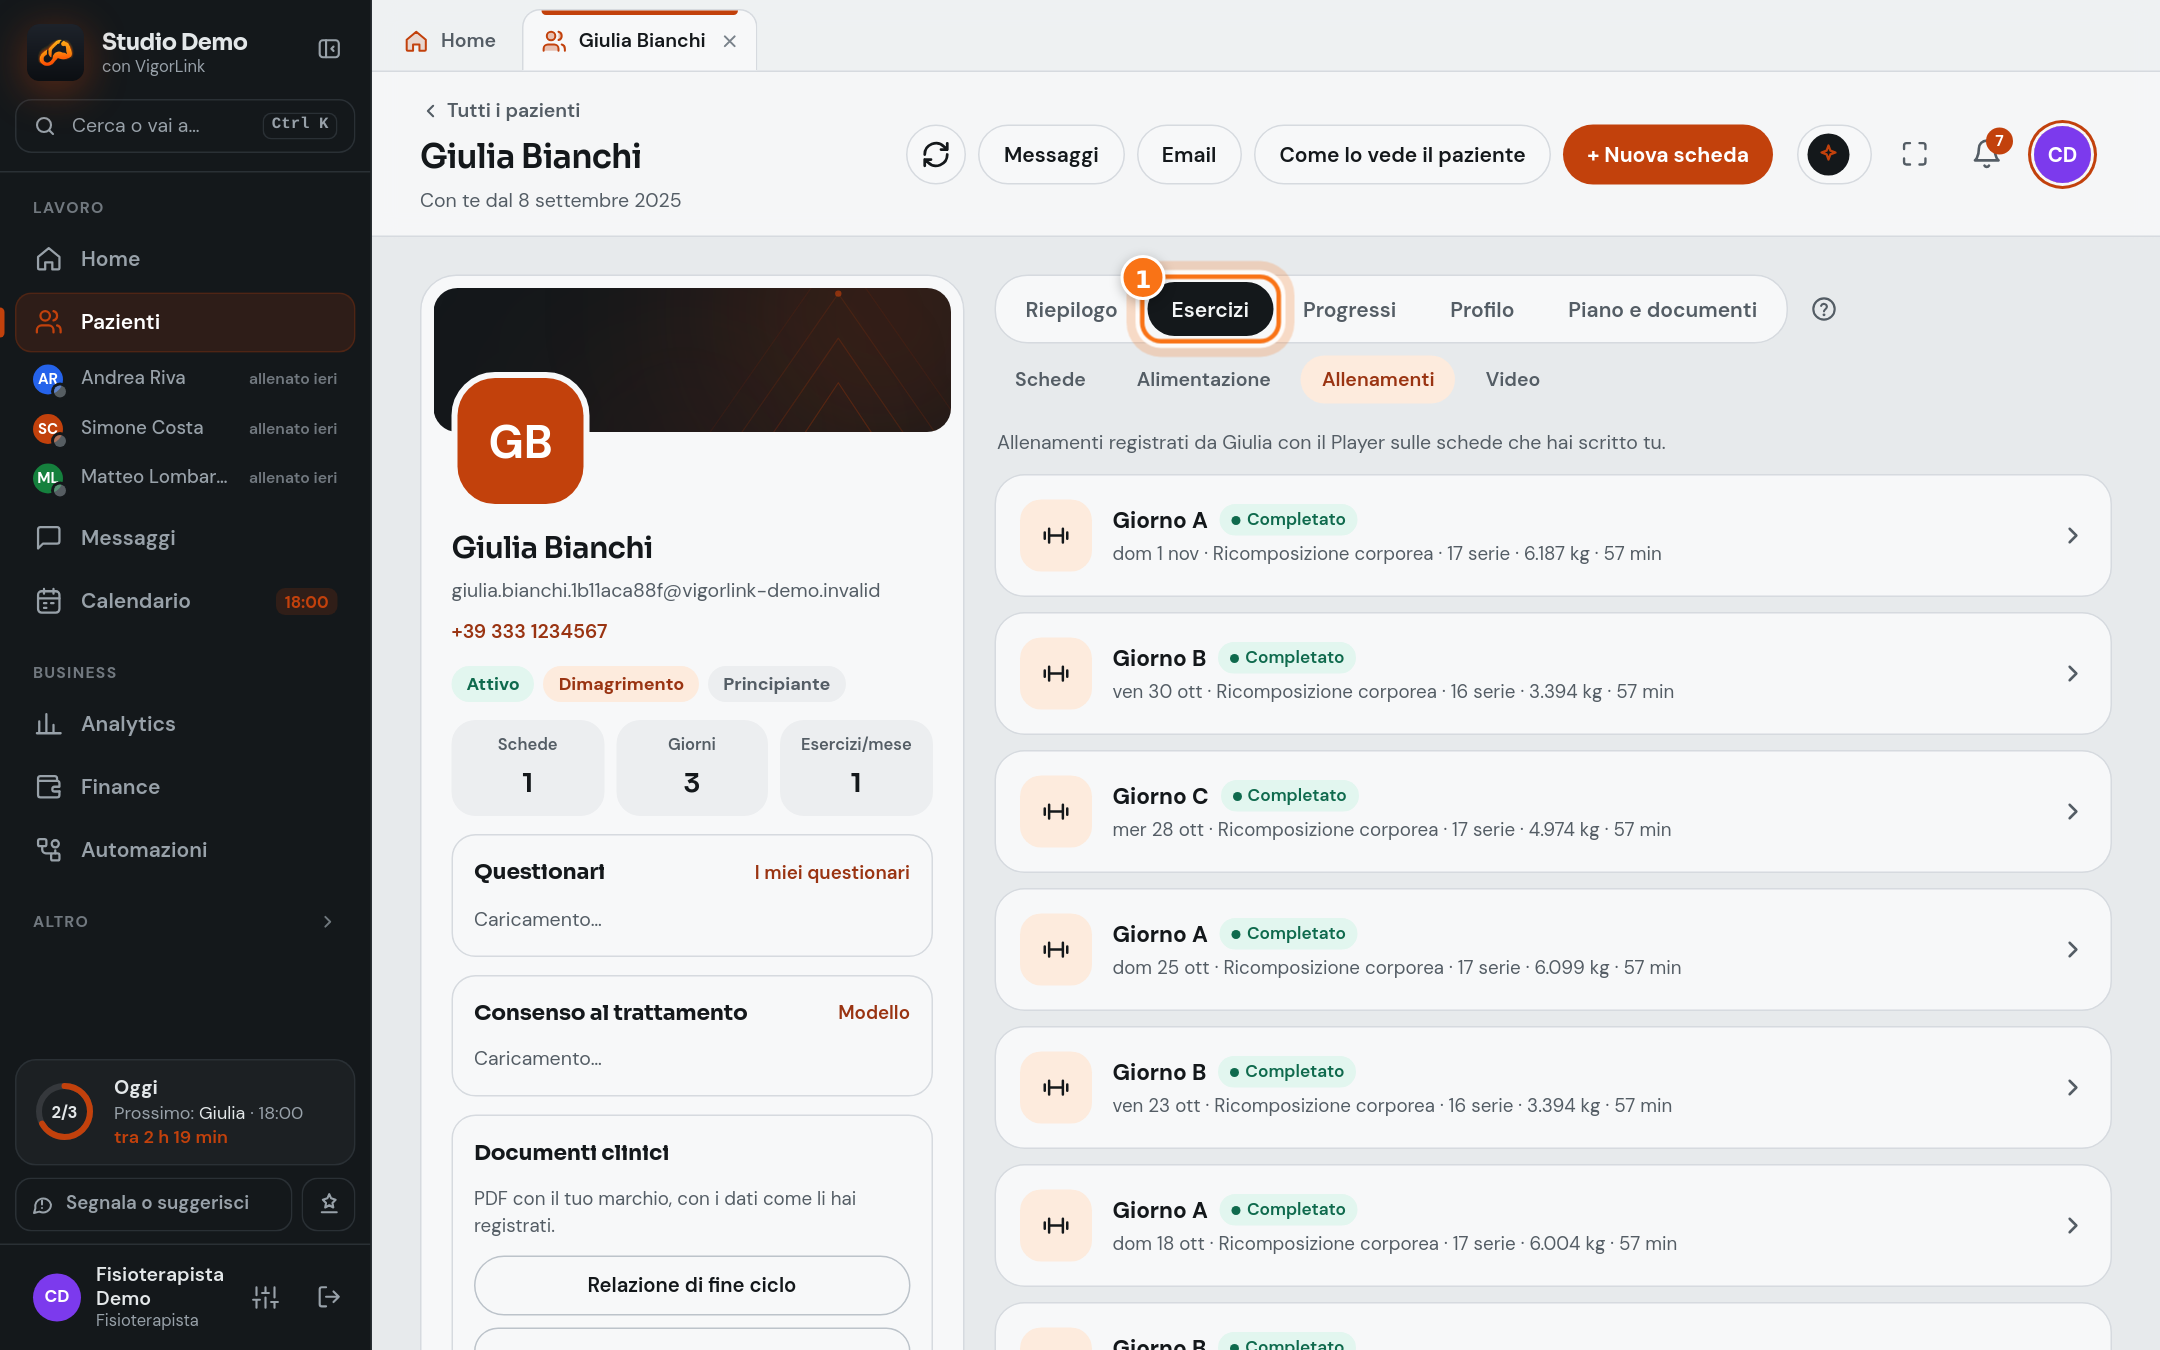 Studio Demo
con VigorLink
Cerca o vai a...
Ctrl K
LAVORO
Home
Pazienti
AR
Andrea Riva
allenato ieri
SC
Simone Costa
allenato ieri
ML
Matteo Lombar...
allenato ieri
Messaggi
Calendario
18:00
BUSINESS
Analytics
Finance
Automazioni
ALTRO
2/3
Oggi
Prossimo: Giulia · 18:00
tra 2 h 19 min
Segnala o suggerisci
CD
Fisioterapista
Demo
Fisioterapista
Home
Giulia Bianchi
Tutti i pazienti
Giulia Bianchi
Con te dal 8 settembre 2025
Messaggi
Email
Come lo vede il paziente
+ Nuova scheda
7
CD
GB
Giulia Bianchi
giulia.bianchi.1b11aca88f@vigorlink-demo.invalid
+39 333 1234567
Attivo
Dimagrimento
Principiante
Schede
1
Giorni
3
Esercizi/mese
1
Questionari
I miei questionari
Caricamento...
Consenso al trattamento
Modello
Caricamento...
Documenti clinici
PDF con il tuo marchio, con i dati come li hai
registrati.
Relazione di fine ciclo
Riepilogo
1
Esercizi
Progressi
Profilo
Piano e documenti
Schede
Alimentazione
Allenamenti
Video
Allenamenti registrati da Giulia con il Player sulle schede che hai scritto tu.
Giorno A
Completato
dom 1 nov · Ricomposizione corporea · 17 serie · 6.187 kg · 57 min
Giorno B
Completato
ven 30 ott · Ricomposizione corporea · 16 serie · 3.394 kg · 57 min
Giorno C
Completato
mer 28 ott · Ricomposizione corporea · 17 serie · 4.974 kg · 57 min
Giorno A
Completato
dom 25 ott · Ricomposizione corporea · 17 serie · 6.099 kg · 57 min
Giorno B
Completato
ven 23 ott · Ricomposizione corporea · 16 serie · 3.394 kg · 57 min
Giorno A
Completato
dom 18 ott · Ricomposizione corporea · 17 serie · 6.004 kg · 57 min
Giorno B
Completato